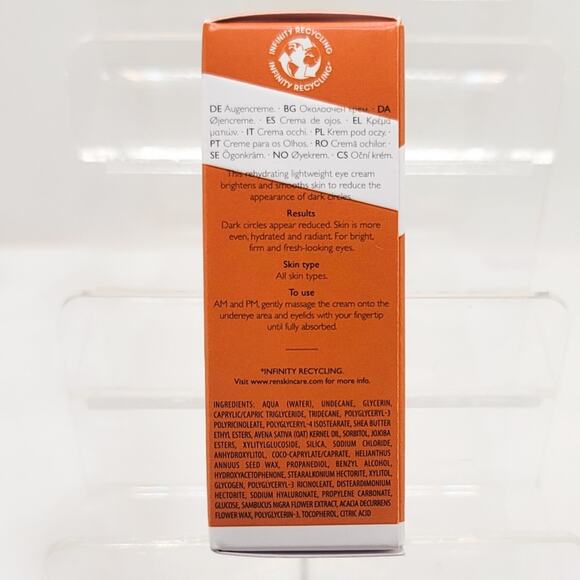 INFINITY RECYCLING
INFINITY RECYCLING
DE Augencreme. · BG Околоочен крем. · DA
Øjencreme. · ES Crema de ojos. · EL Κρέμα
ματιών. · IT Crema occhi. · PL Krem pod oczy. ·
PT Creme para os Olhos. · RO Cremă ochilor. ·
SE Ögonkräm. · NO Øyekrem. · CS Oční krém.
This rehydrating lightweight eye cream
brightens and smooths skin to reduce the
appearance of dark circles.
Results
Dark circles appear reduced. Skin is more
even, hydrated and radiant. For bright,
firm and fresh-looking eyes.
Skin type
All skin types.
To use
AM and PM, gently massage the cream onto the
undereye area and eyelids with your fingertip
until fully absorbed.
*INFINITY RECYCLING.
Visit www.renskincare.com for more info.
INGREDIENTS: AQUA (WATER), UNDECANE, GLYCERIN,
CAPRYLIC/CAPRIC TRIGLYCERIDE, TRIDECANE, POLYGLYCERYL-3
POLYRICINOLEATE, POLYGLYCERYL-4 ISOSTEARATE, SHEA BUTTER
ETHYL ESTERS, AVENA SATIVA (OAT) KERNEL OIL, SORBITOL, JOJOBA
ESTERS, XYLITYLGLUCOSIDE, SILICA, SODIUM CHLORIDE,
ANHYDROXYLITOL, COCO-CAPRYLATE/CAPRATE, HELIANTHUS
ANNUUS SEED WAX, PROPANEDIOL, BENZYL ALCOHOL,
HYDROXYACETOPHENONE, STEARALKONIUM HECTORITE, XYLITOL,
GLYCOGEN, POLYGLYCERYL-3 RICINOLEATE, DISTEARDIMONIUM
HECTORITE, SODIUM HYALURONATE, PROPYLENE CARBONATE,
GLUCOSE, SAMBUCUS NIGRA FLOWER EXTRACT, ACACIA DECURRENS
FLOWER WAX, POLYGLYCERIN-3, TOCOPHEROL, CITRIC ACID